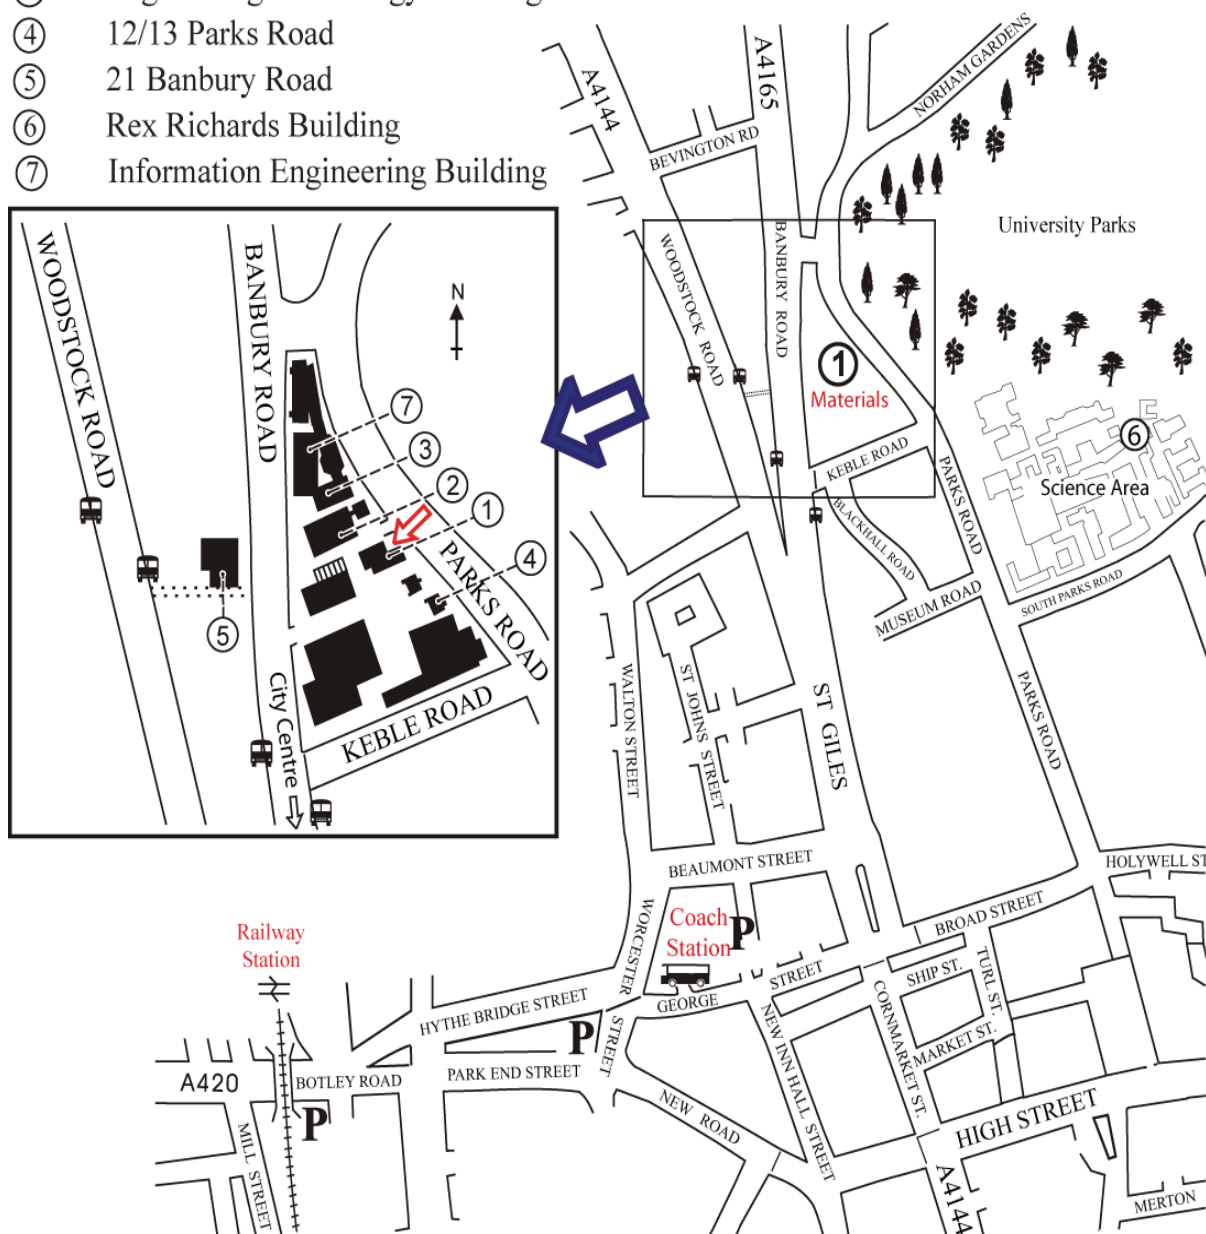 ④ 12/13 Parks Road
⑤ 21 Banbury Road
⑥ Rex Richards Building
⑦ Information Engineering Building
WOODSTOCK ROAD
BANBURY ROAD
N
7
3
2
1
4
5
PARKS ROAD
KEBLE ROAD
City Centre
A4144
A4165
NORHAM GARDENS
BEVINGTON RD
University Parks
WOODSTOCK ROAD
BANBURY ROAD
1
Materials
6
Science Area
KEBLE ROAD
PARKS ROAD
BLACKHALL ROAD
MUSEUM ROAD
SOUTH PARKS ROAD
WALTON STREET
ST JOHNS STREET
ST GILES
PARKS ROAD
BEAUMONT STREET
HOLYWELL ST
WORCESTER
STREET
Coach
Station
P
BROAD STREET
Railway
Station
GEORGE
STREET
SHIP ST.
TURL ST.
CORNMARKET ST.
MARKET ST.
HYTHE BRIDGE STREET
P
NEW INN HALL STREET
A420
BOTLEY ROAD
PARK END STREET
P
NEW ROAD
HIGH STREET
MILL STREET
A4144
MERTON